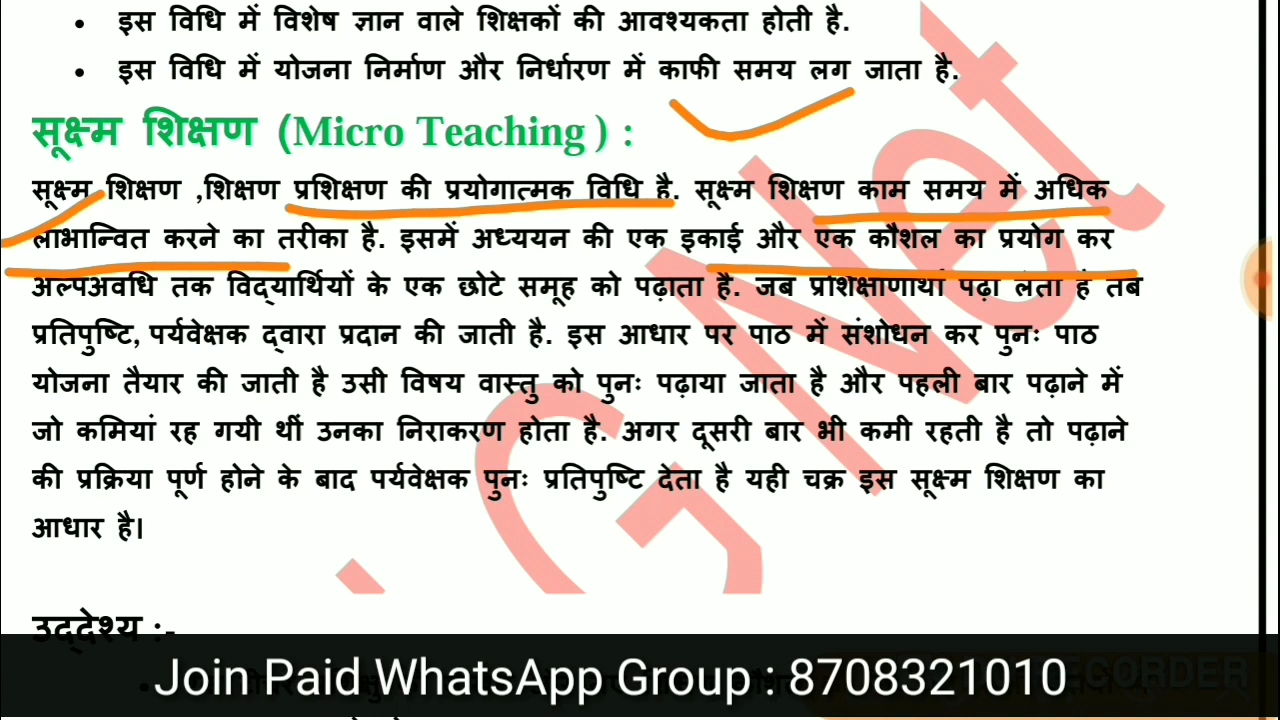 • इस विधि में विशेष ज्ञान वाले शिक्षकों की आवश्यकता होती है.
• इस विधि में योजना निर्माण और निर्धारण में काफी समय लग जाता है.
सूक्ष्म शिक्षण (Micro Teaching ) :
सूक्ष्म शिक्षण ,शिक्षण प्रशिक्षण की प्रयोगात्मक विधि है. सूक्ष्म शिक्षण काम समय में अधिक
लाभान्वित करने का तरीका है. इसमें अध्ययन की एक इकाई और एक कौशल का प्रयोग कर
अल्पअवधि तक विद्यार्थियों के एक छोटे समूह को पढ़ाता है. जब प्रशिक्षाणार्थी पढ़ा लेता है तब
प्रतिपुष्टि, पर्यवेक्षक द्वारा प्रदान की जाती है. इस आधार पर पाठ में संशोधन कर पुनः पाठ
योजना तैयार की जाती है उसी विषय वास्तु को पुनः पढ़ाया जाता है और पहली बार पढ़ाने में
जो कमियां रह गयी थीं उनका निराकरण होता है. अगर दूसरी बार भी कमी रहती है तो पढ़ाने
की प्रक्रिया पूर्ण होने के बाद पर्यवेक्षक पुनः प्रतिपुष्टि देता है यही चक्र इस सूक्ष्म शिक्षण का
आधार है।
G Net
उद्देश्य :-
Join Paid WhatsApp Group : 8708321010
RECORDER